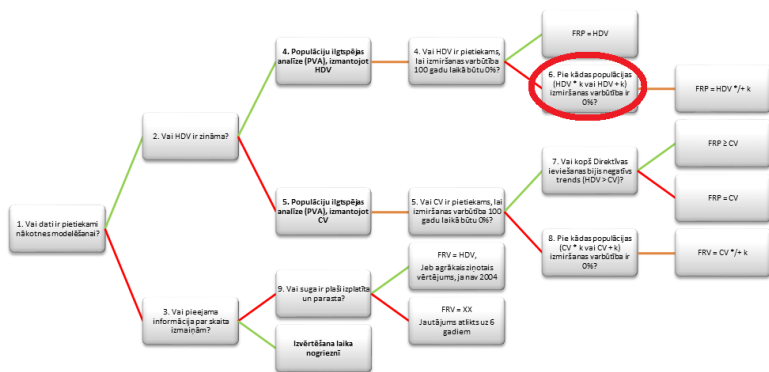 1. Vai dati ir pietiekami
nākotnes modelēšanai?
2. Vai HDV ir zināma?
3. Vai pieejama
informācija par skaita
izmaiņām?
4. Populāciju ilgtspējas
analīze (PVA), izmantojot
HDV
5. Populāciju ilgtspējas
analīze (PVA), izmantojot
CV
9. Vai suga ir plaši izplatīta
un parasta?
Izvērtēšana laika
nogrieznī
4. Vai HDV ir pietiekams,
lai izmiršanas varbūtība
100 gadu laikā būtu 0%?
5. Vai CV ir pietiekams, lai
izmiršanas varbūtība 100
gadu laikā būtu 0%?
FRV = HDV,
Jeb agrākais ziņotais
vērtējums, ja nav 2004
FRV = XX
Jautājums atlikts uz 6
gadiem
FRP = HDV
6. Pie kādas populācijas
(HDV * k vai HDV + k)
izmiršanas varbūtība ir
0%?
7. Vai kopš Direktīvas
ieviešanas bijis negatīvs
trends (HDV > CV)?
8. Pie kādas populācijas
(CV * k vai CV + k)
izmiršanas varbūtība ir
0%?
FRP = HDV */+ k
FRP ≥ CV
FRP = CV
FRV = CV */+ k